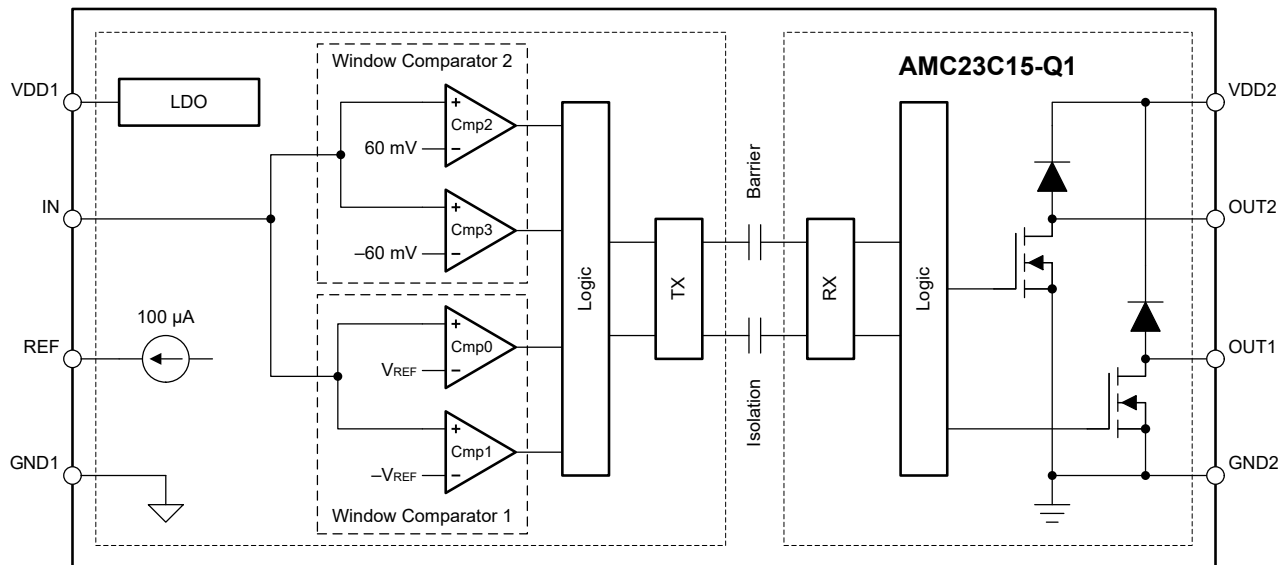 AMC23C15-Q1
VDD1
LDO
IN
REF
100 µA
GND1
Window Comparator 2
+
Cmp2
60 mV
–
+
Cmp3
–60 mV
–
+
Cmp0
VREF
–
+
Cmp1
–VREF
–
Window Comparator 1
Logic
TX
Barrier
Isolation
RX
Logic
VDD2
OUT2
OUT1
GND2